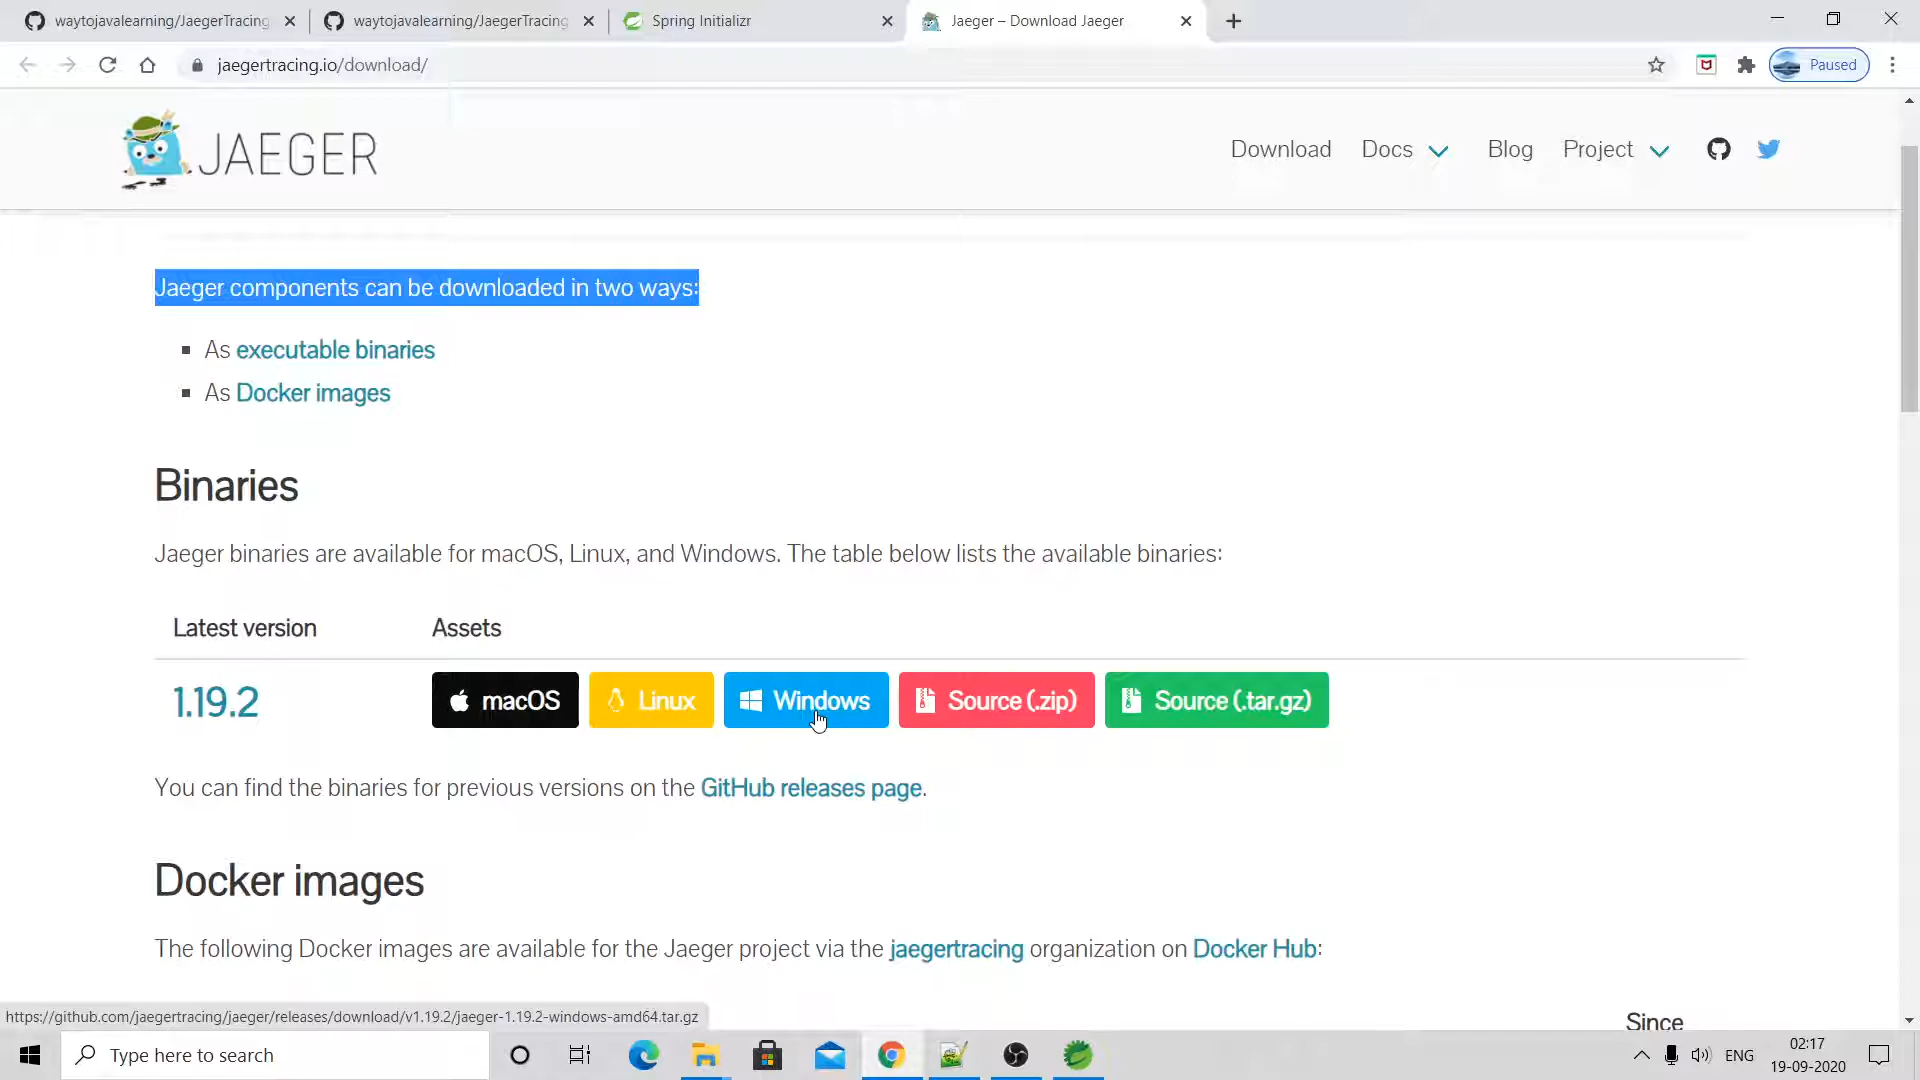 waytojavalearning/JaegerTracing
waytojavalearning/JaegerTracing
Spring Initializr
Jaeger – Download Jaeger
jaegertracing.io/download/
Paused
JAEGER
Download
Docs
Blog
Project
Jaeger components can be downloaded in two ways:
As executable binaries
As Docker images
Binaries
Jaeger binaries are available for macOS, Linux, and Windows. The table below lists the available binaries:
Latest version Assets
1.19.2 macOS Linux Windows Source (.zip) Source (.tar.gz)
You can find the binaries for previous versions on the GitHub releases page.
Docker images
The following Docker images are available for the Jaeger project via the jaegertracing organization on Docker Hub:
Since
https://github.com/jaegertracing/jaeger/releases/download/v1.19.2/jaeger-1.19.2-windows-amd64.tar.gz
Type here to search
ENG
02:17
19-09-2020